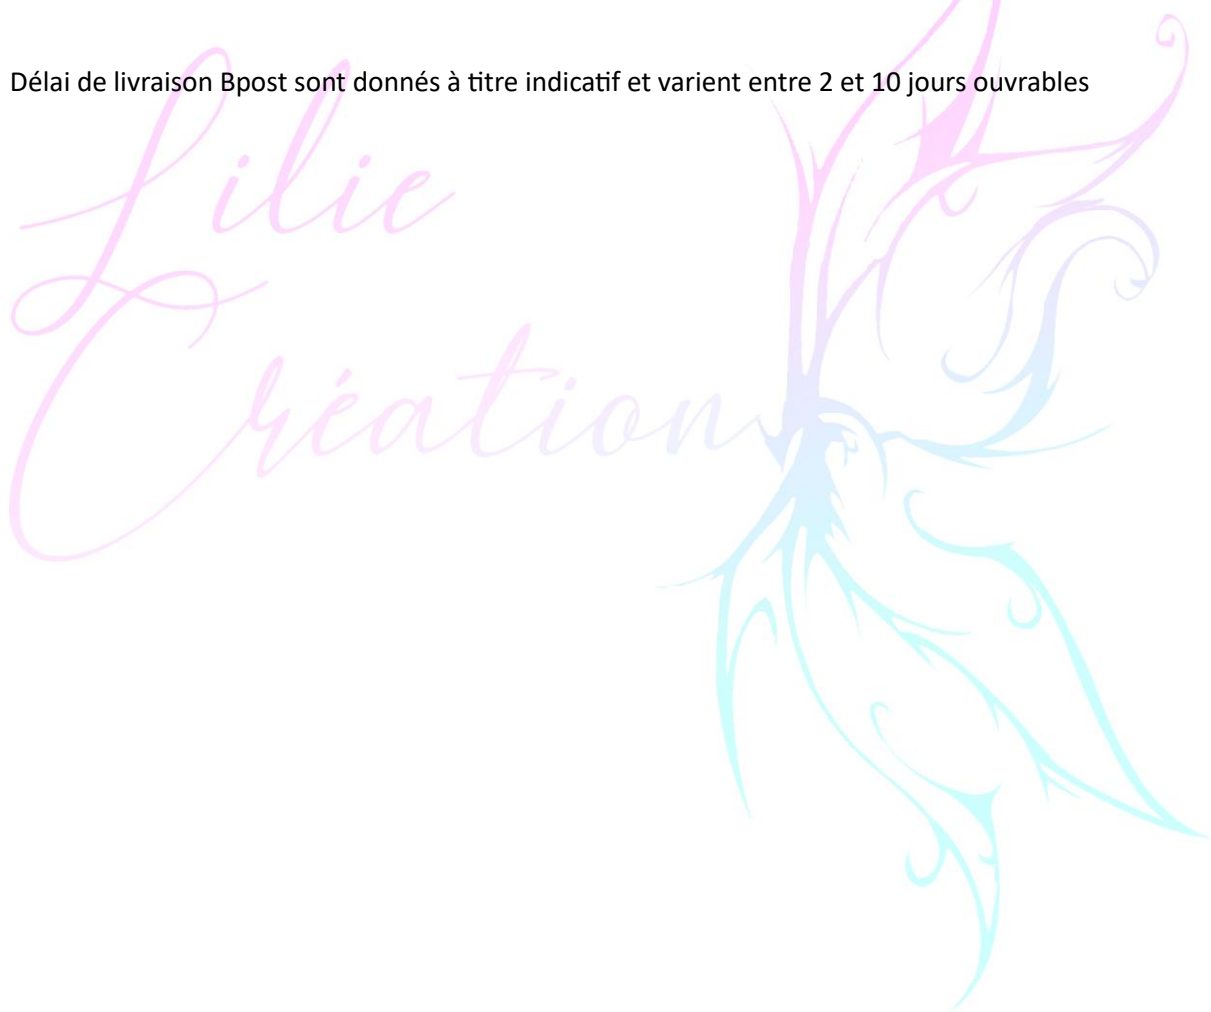 Délai de livraison Bpost sont donnés à titre indicatif et varient entre 2 et 10 jours ouvrables
Lilie
Création